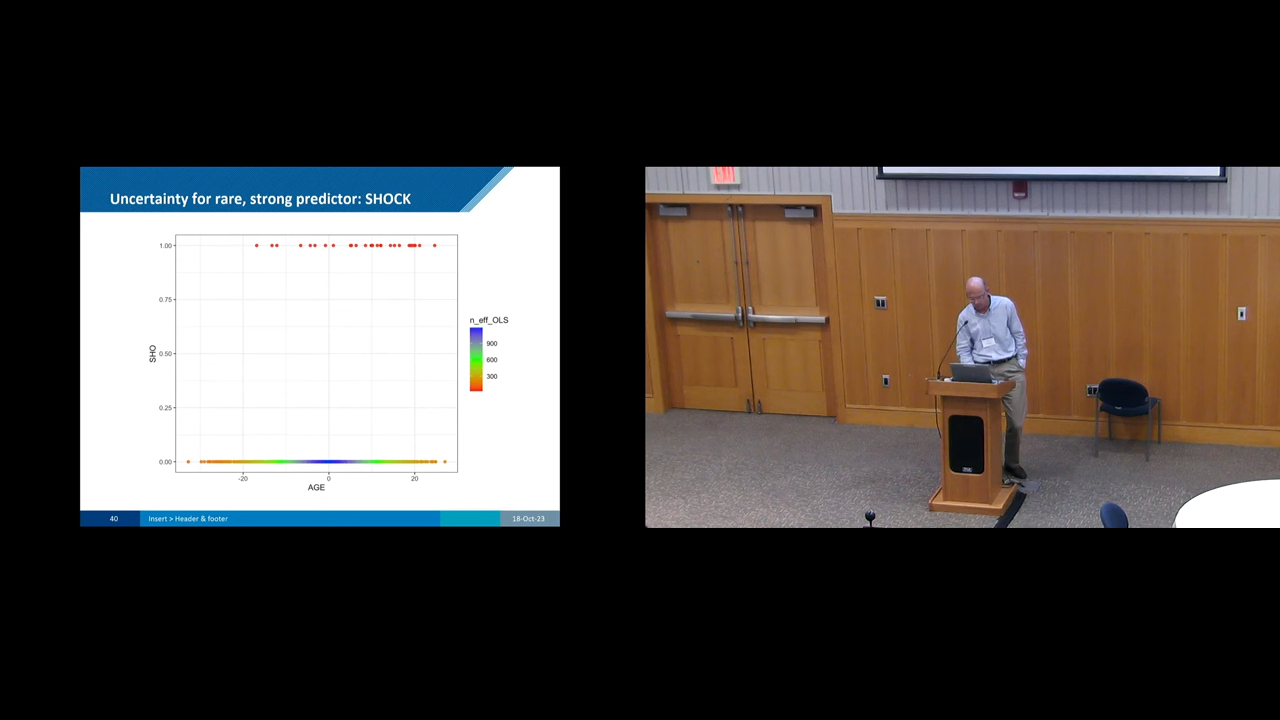 Uncertainty for rare, strong predictor: SHOCK
1.00
0.75
0.50
0.25
0.00
SHO
-20
0
20
AGE
n_eff_OLS
900
600
300
40
Insert > Header & footer
18-Oct-23